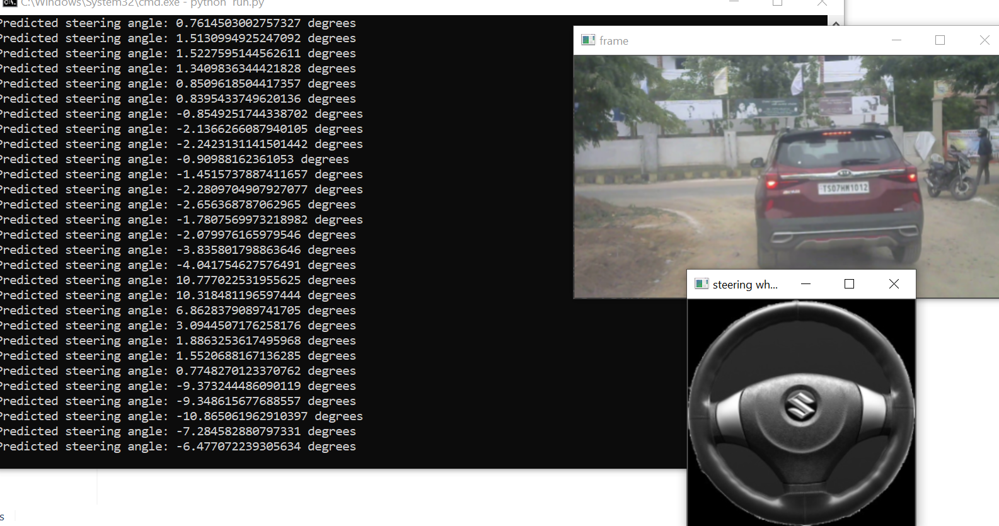 C:\Windows\System32\cmd.exe - python run.py
Predicted steering angle: 0.7614503002757327 degrees
Predicted steering angle: 1.5130994925247092 degrees
Predicted steering angle: 1.5227595144562611 degrees
Predicted steering angle: 1.3409836344421828 degrees
Predicted steering angle: 0.8509618504417357 degrees
Predicted steering angle: 0.8395433749620136 degrees
Predicted steering angle: -0.8549251744338702 degrees
Predicted steering angle: -2.1366266087940105 degrees
Predicted steering angle: -2.2423131141501442 degrees
Predicted steering angle: -0.90988162361053 degrees
Predicted steering angle: -1.4515737887411657 degrees
Predicted steering angle: -2.2809704907927077 degrees
Predicted steering angle: -2.656368787062965 degrees
Predicted steering angle: -1.7807569973218982 degrees
Predicted steering angle: -2.079976165979546 degrees
Predicted steering angle: -3.835801798863646 degrees
Predicted steering angle: -4.041754627576491 degrees
Predicted steering angle: 10.777022531955625 degrees
Predicted steering angle: 10.318481196597444 degrees
Predicted steering angle: 6.8628379089741705 degrees
Predicted steering angle: 3.0944507176258176 degrees
Predicted steering angle: 1.8863253617495968 degrees
Predicted steering angle: 1.5520688167136285 degrees
Predicted steering angle: 0.7748270123370762 degrees
Predicted steering angle: -9.373244486090119 degrees
Predicted steering angle: -9.348615677688557 degrees
Predicted steering angle: -10.865061962910397 degrees
Predicted steering angle: -7.284582880797331 degrees
Predicted steering angle: -6.477072239305634 degrees
frame
TS07HM1012
steering wh...
s